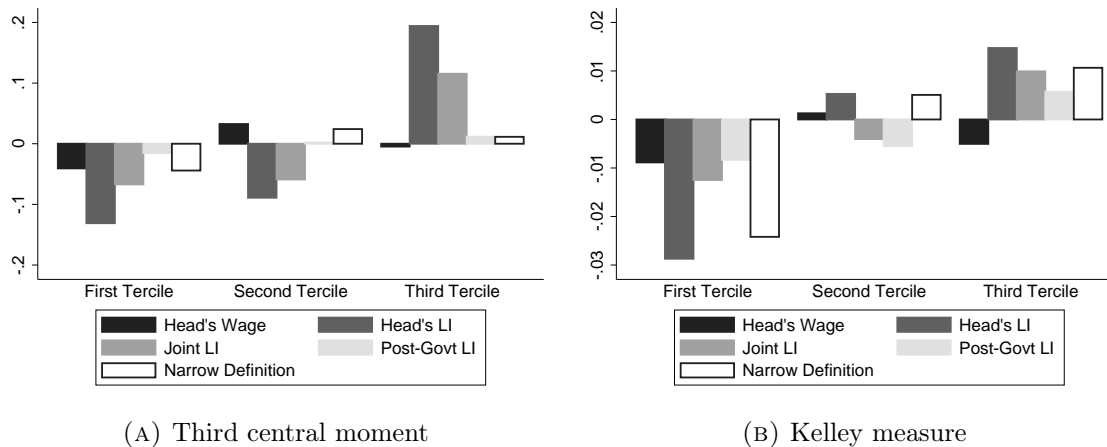 .2
.1
0
-.1
-.2
First Tercile Second Tercile Third Tercile
Head's Wage Head's LI
Joint LI Post-Govt LI
Narrow Definition
(A) Third central moment
.02
.01
0
-.01
-.02
-.03
First Tercile Second Tercile Third Tercile
Head's Wage Head's LI
Joint LI Post-Govt LI
Narrow Definition
(B) Kelley measure